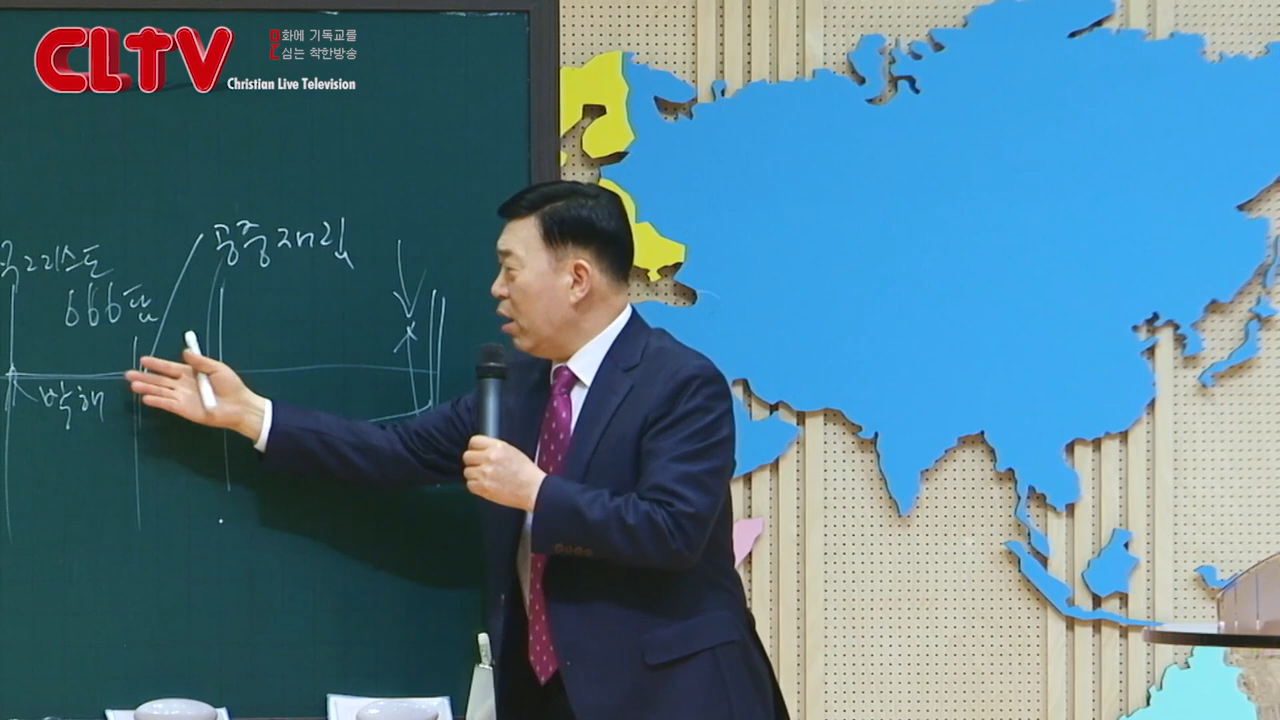 CLTV
문화에 기독교를
심는 착한방송
Christian Live Television
공중재림
그리스도
666표
박해